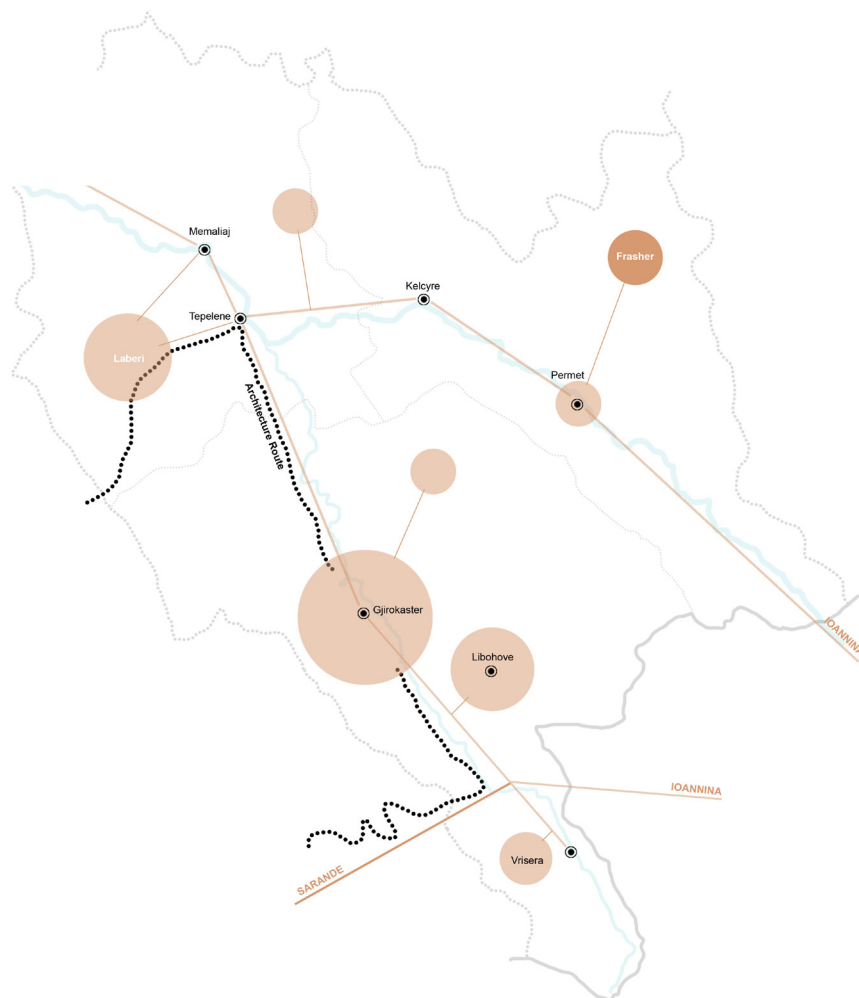 Memaliaj
Frasher
Kelcyre
Tepelene
Laberi
Permet
Architecture Route
Gjirokaster
IOANNINA
Libohove
IOANNINA
Vrisera
SARANDE